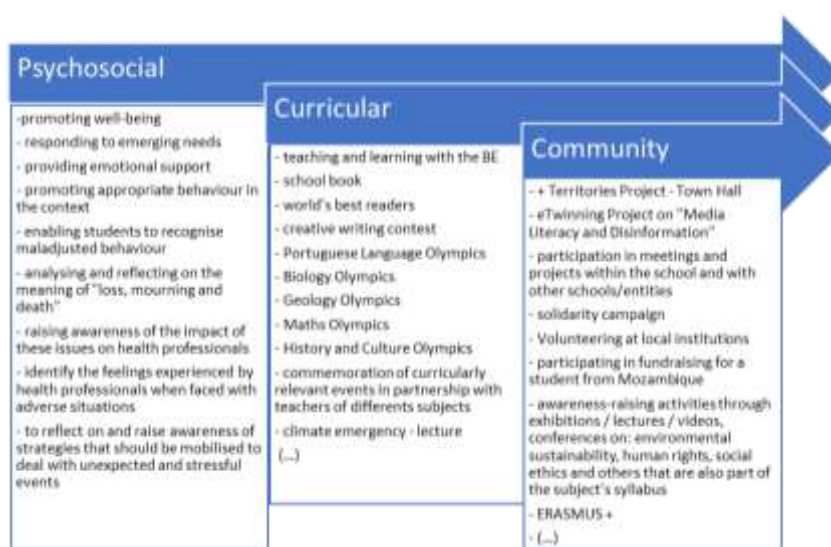 Psychosocial
-promoting well-being
- responding to emerging needs
- providing emotional support
- promoting appropriate behaviour in
the context
- enabling students to recognise
maladjusted behaviour
- analysing and reflecting on the
meaning of "loss, mourning and
death"
- raising awareness of the impact of
these issues on health professionals
- identify the feelings experienced by
health professionals when faced with
adverse situations
- to reflect on and raise awareness of
strategies that should be mobilised to
deal with unexpected and stressful
events
Curricular
- teaching and learning with the BE
- school book
- world's best readers
- creative writing contest
- Portuguese Language Olympics
- Biology Olympics
- Geology Olympics
- Maths Olympics
- History and Culture Olympics
- commemoration of curricularly
relevant events in partnership with
teachers of differents subjects
- climate emergency - lecture
(...)
Community
- + Territories Project - Town Hall
- eTwinning Project on "Media
Literacy and Disinformation"
- participation in meetings and
projects within the school and with
other schools/entities
- solidarity campaign
- Volunteering at local institutions
- participating in fundraising for a
student from Mozambique
- awareness-raising activities through
exhibitions / lectures / videos,
conferences on: environmental
sustainability, human rights, social
ethics and others that are also part of
the subject's syllabus
- ERASMUS +
- (...)